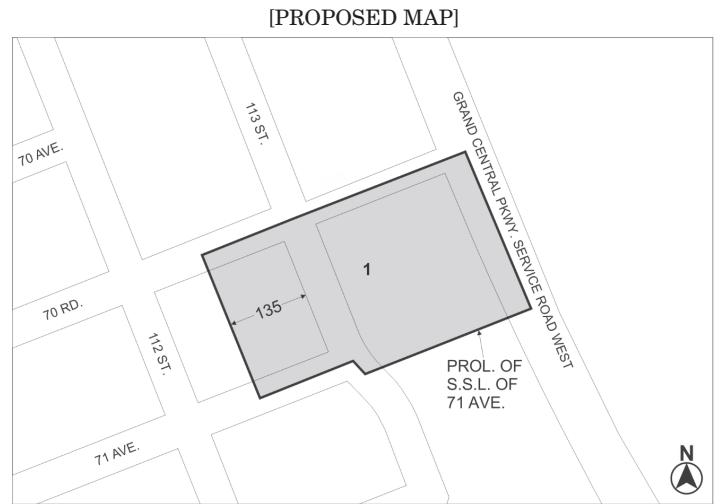 [PROPOSED MAP]
70 AVE.
113 ST.
GRAND CENTRAL PKWY. SERVICE ROAD WEST
1
135
70 RD.
112 ST.
PROL. OF
S.S.L. OF
71 AVE.
71 AVE.
N